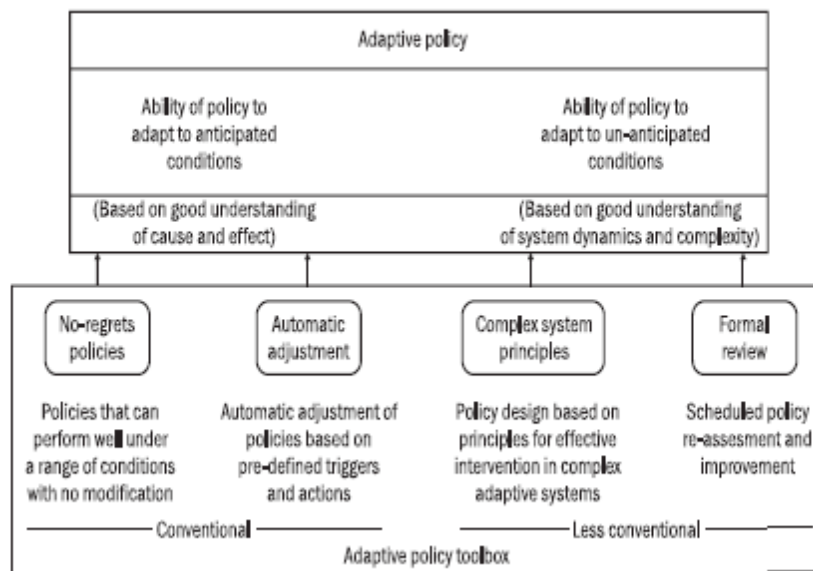 Adaptive policy
Ability of policy to
adapt to anticipated
conditions
Ability of policy to
adapt to un-anticipated
conditions
(Based on good understanding
of cause and effect)
(Based on good understanding
of system dynamics and complexity)
No-regrets
policies
Automatic
adjustment
Complex system
principles
Formal
review
Policies that can
perform well under
a range of conditions
with no modification
Automatic adjustment of
policies based on
pre-defined triggers
and actions
Policy design based on
principles for effective
intervention in complex
adaptive systems
Scheduled policy
re-assesment and
improvement
Conventional
Less conventional
Adaptive policy toolbox